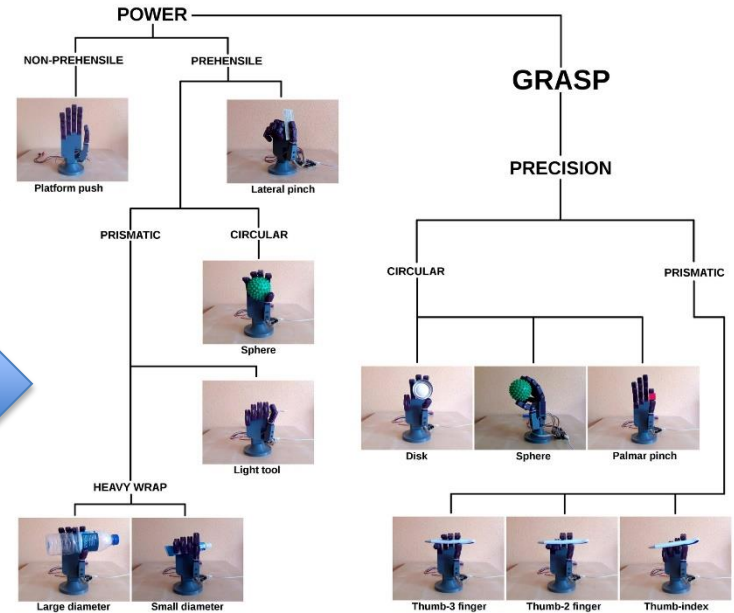 POWER
GRASP
NON-PREHENSILE
PREHENSILE
Platform push
Lateral pinch
PRISMATIC
CIRCULAR
Sphere
Light tool
HEAVY WRAP
Large diameter
Small diameter
PRECISION
CIRCULAR
PRISMATIC
Disk
Sphere
Palmar pinch
Thumb-3 finger
Thumb-2 finger
Thumb-index